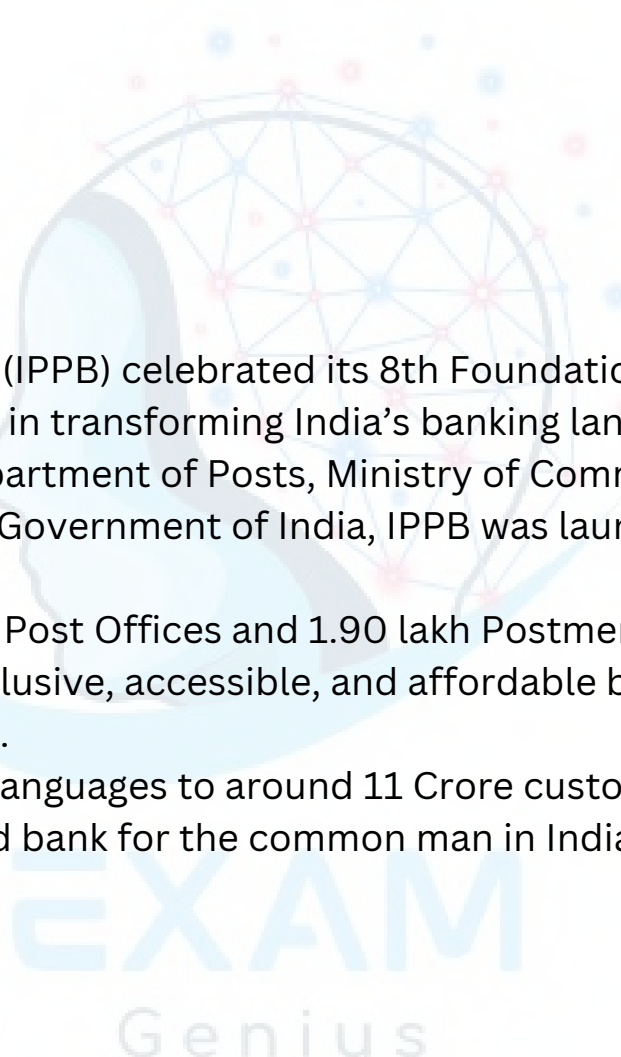 (IPPB) celebrated its 8th Foundatio
in transforming India’s banking lan
partment of Posts, Ministry of Comm
Government of India, IPPB was laun
Post Offices and 1.90 lakh Postmen
lusive, accessible, and affordable b
.
anguages to around 11 Crore custo
d bank for the common man in India
EXAM
Genius